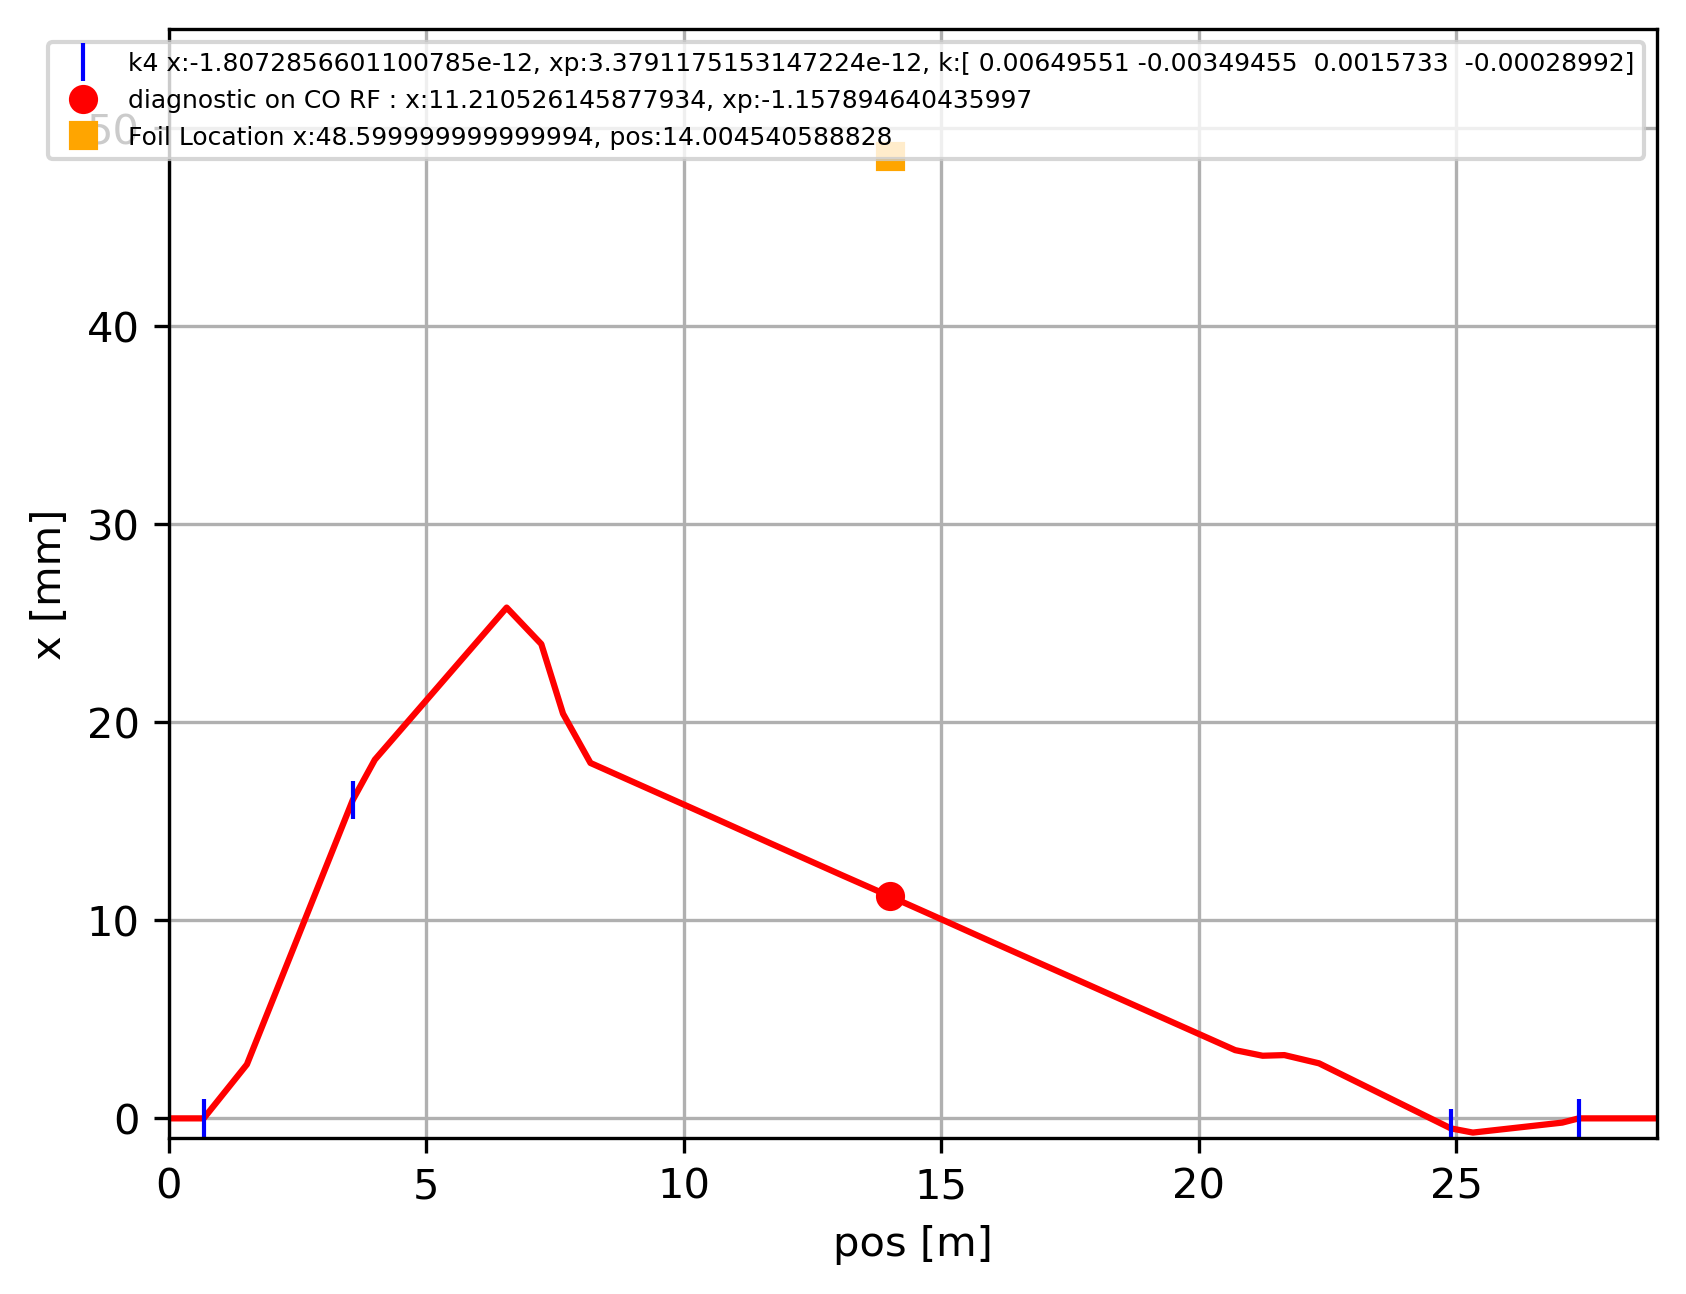 k4 x:-1.8072856601100785e-12, xp:3.3791175153147224e-12, k:[ 0.00649551 -0.00349455  0.0015733  -0.00028992]
diagnostic on CO RF : x:11.210526145877934, xp:-1.157894640435997
Foil Location x:48.599999999999994, pos:14.004540588828
50
40
30
20
10
0
x [mm]
0 5 10 15 20 25
pos [m]